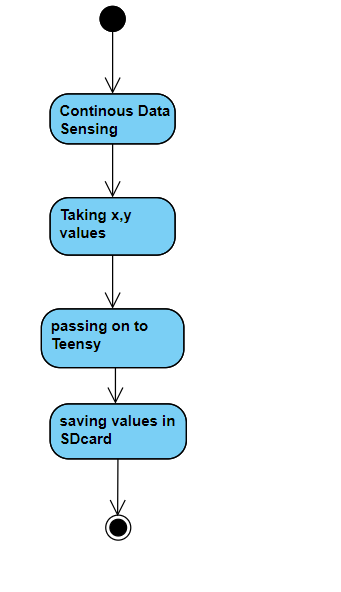 Continous Data
Sensing
Taking x,y
values
passing on to
Teensy
saving values in
SDcard